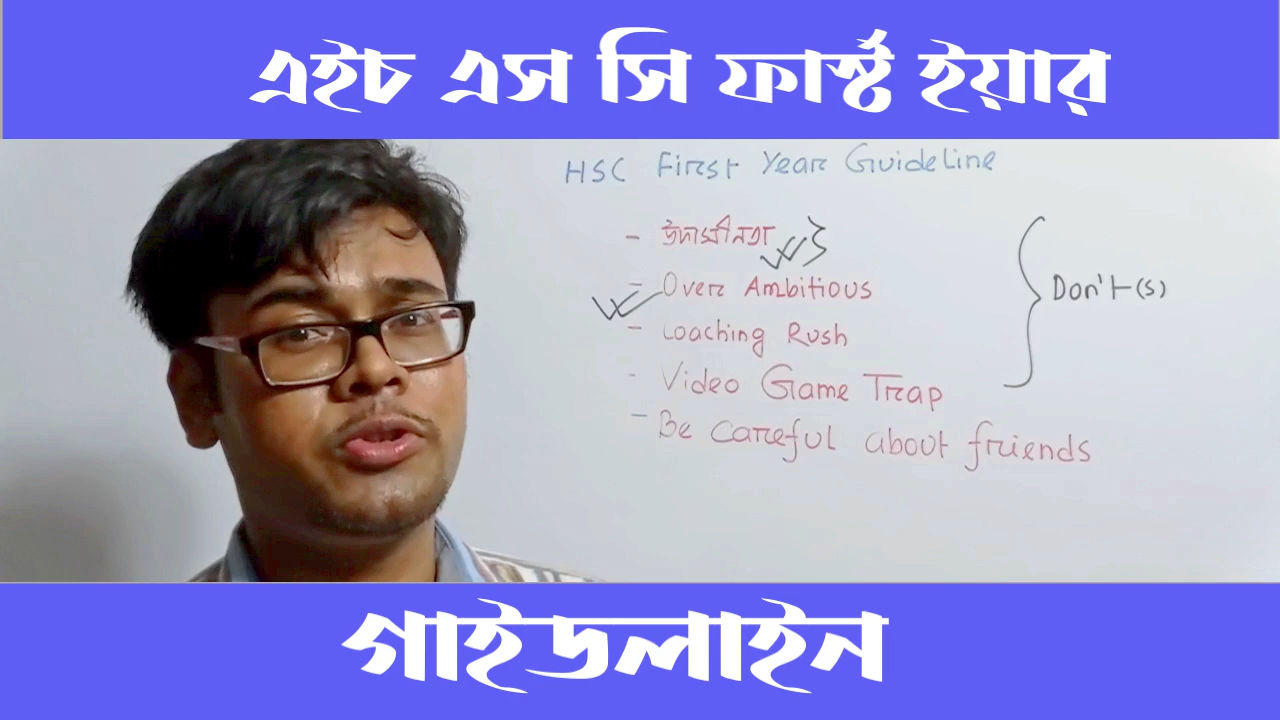 এইচ এস সি ফার্স্ট ইয়ার
HSC First Year Guideline
- উদাসীনতা
- Over Ambitious
- Coaching Rush
- Video Game Trap
- Be careful about friends
Don't(s)
গাইডলাইন